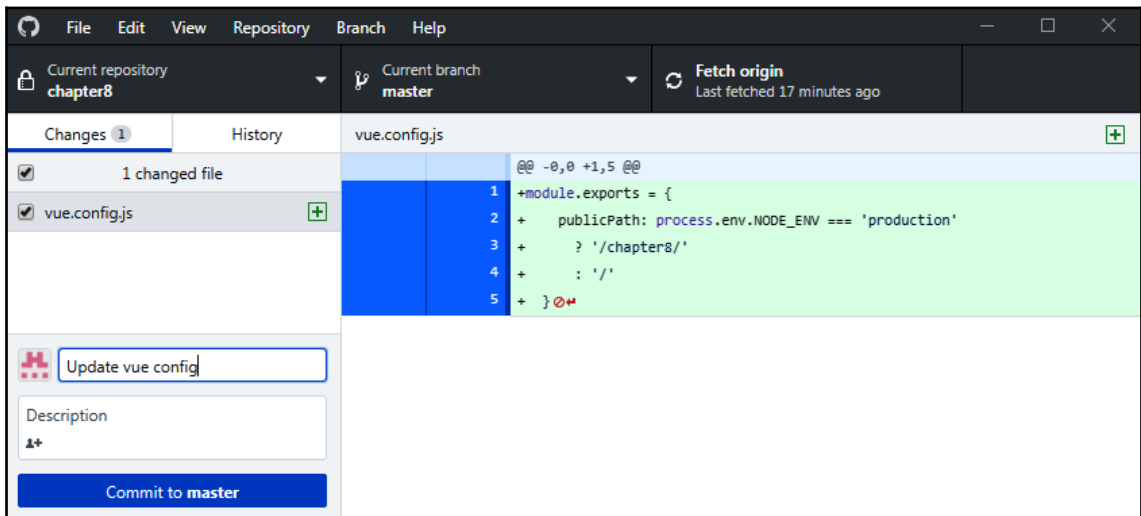 File Edit View Repository Branch Help
Current repository
chapter8
Current branch
master
Fetch origin
Last fetched 17 minutes ago
Changes 1 History
1 changed file
vue.config.js
Update vue config
Description
Commit to master
vue.config.js
@@ -0,0 +1,5 @@
1 +module.exports = {
2 +    publicPath: process.env.NODE_ENV === 'production'
3 +      ? '/chapter8/'
4 +      : '/'
5 +  }